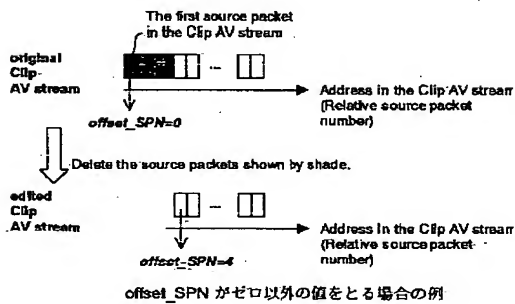 The first source packet
in the Clip AV stream
original
Clip
AV stream
...
Address in the Clip AV stream
(Relative source packet
number)
offset_SPN=0
Delete the source packets shown by shade.
edited
Clip
AV stream
...
Address in the Clip AV stream
(Relative source packet
number)
offset_SPN=4
offset_SPN がゼロ以外の値をとる場合の例